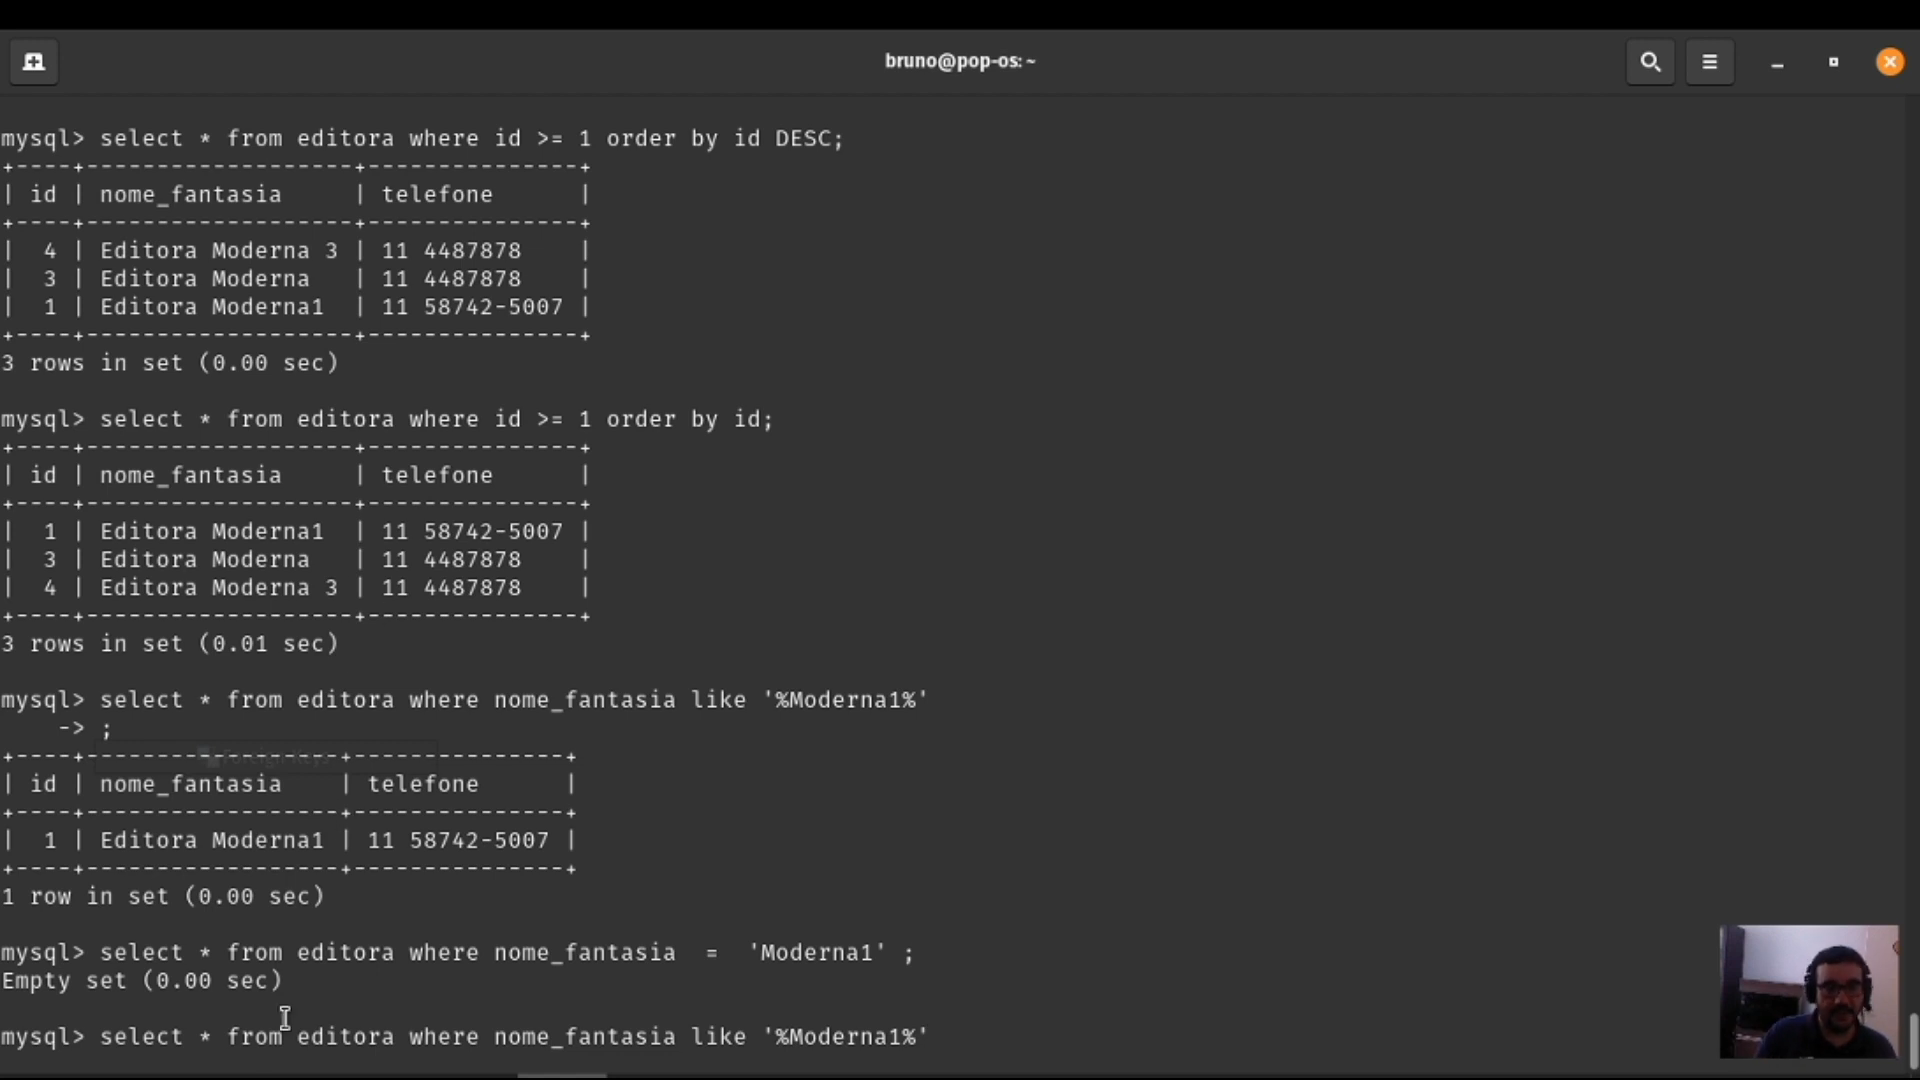 bruno@pop-os: ~
mysql> select * from editora where id >= 1 order by id DESC;
+----+-------------------+---------------+
| id | nome_fantasia     | telefone      |
+----+-------------------+---------------+
|  4 | Editora Moderna 3 | 11 4487878    |
|  3 | Editora Moderna   | 11 4487878    |
|  1 | Editora Moderna1  | 11 58742-5007 |
+----+-------------------+---------------+
3 rows in set (0.00 sec)
mysql> select * from editora where id >= 1 order by id;
+----+-------------------+---------------+
| id | nome_fantasia     | telefone      |
+----+-------------------+---------------+
|  1 | Editora Moderna1  | 11 58742-5007 |
|  3 | Editora Moderna   | 11 4487878    |
|  4 | Editora Moderna 3 | 11 4487878    |
+----+-------------------+---------------+
3 rows in set (0.01 sec)
mysql> select * from editora where nome_fantasia like '%Moderna1%'
    -> ;
+----+------------------+---------------+
Foreign Keys
| id | nome_fantasia    | telefone      |
+----+------------------+---------------+
|  1 | Editora Moderna1 | 11 58742-5007 |
+----+------------------+---------------+
1 row in set (0.00 sec)
mysql> select * from editora where nome_fantasia  =  'Moderna1' ;
Empty set (0.00 sec)
mysql> select * from editora where nome_fantasia like '%Moderna1%'